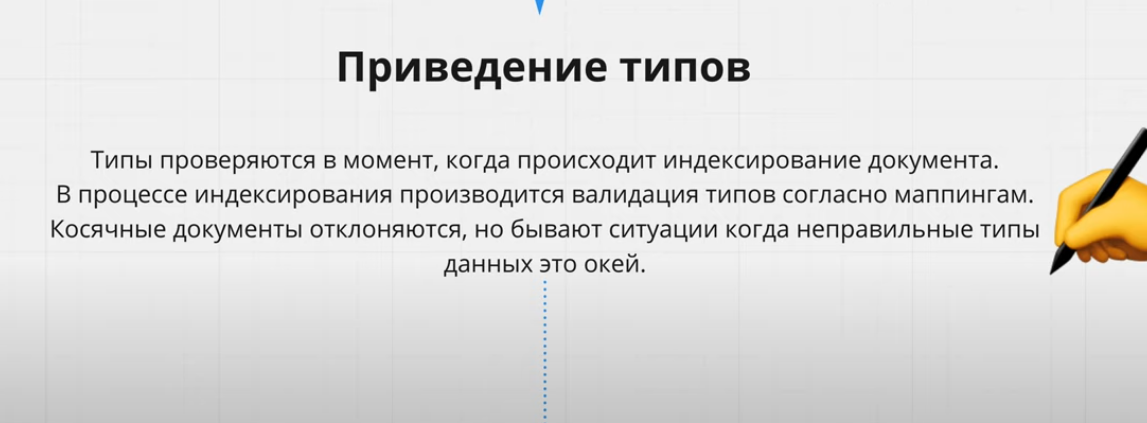 Приведение типов
Типы проверяются в момент, когда происходит индексирование документа.
В процессе индексирования производится валидация типов согласно маппингам.
Косячные документы отклоняются, но бывают ситуации когда неправильные типы
данных это окей.